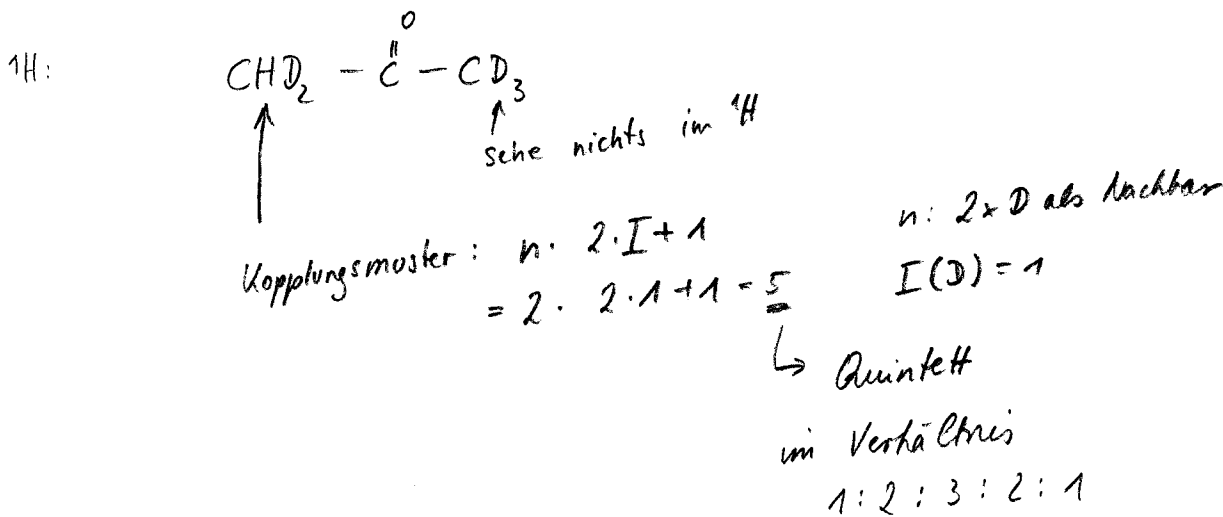 ¹H:
O
CHD₂ – C – CD₃
sehe nichts im ¹H
Kopplungsmuster: n · 2 · I + 1
= 2 · 2 · 1 + 1 = 5
n: 2x D als Nachbar
I(D) = 1
Quintett
im Verhältnis
1 : 2 : 3 : 2 : 1